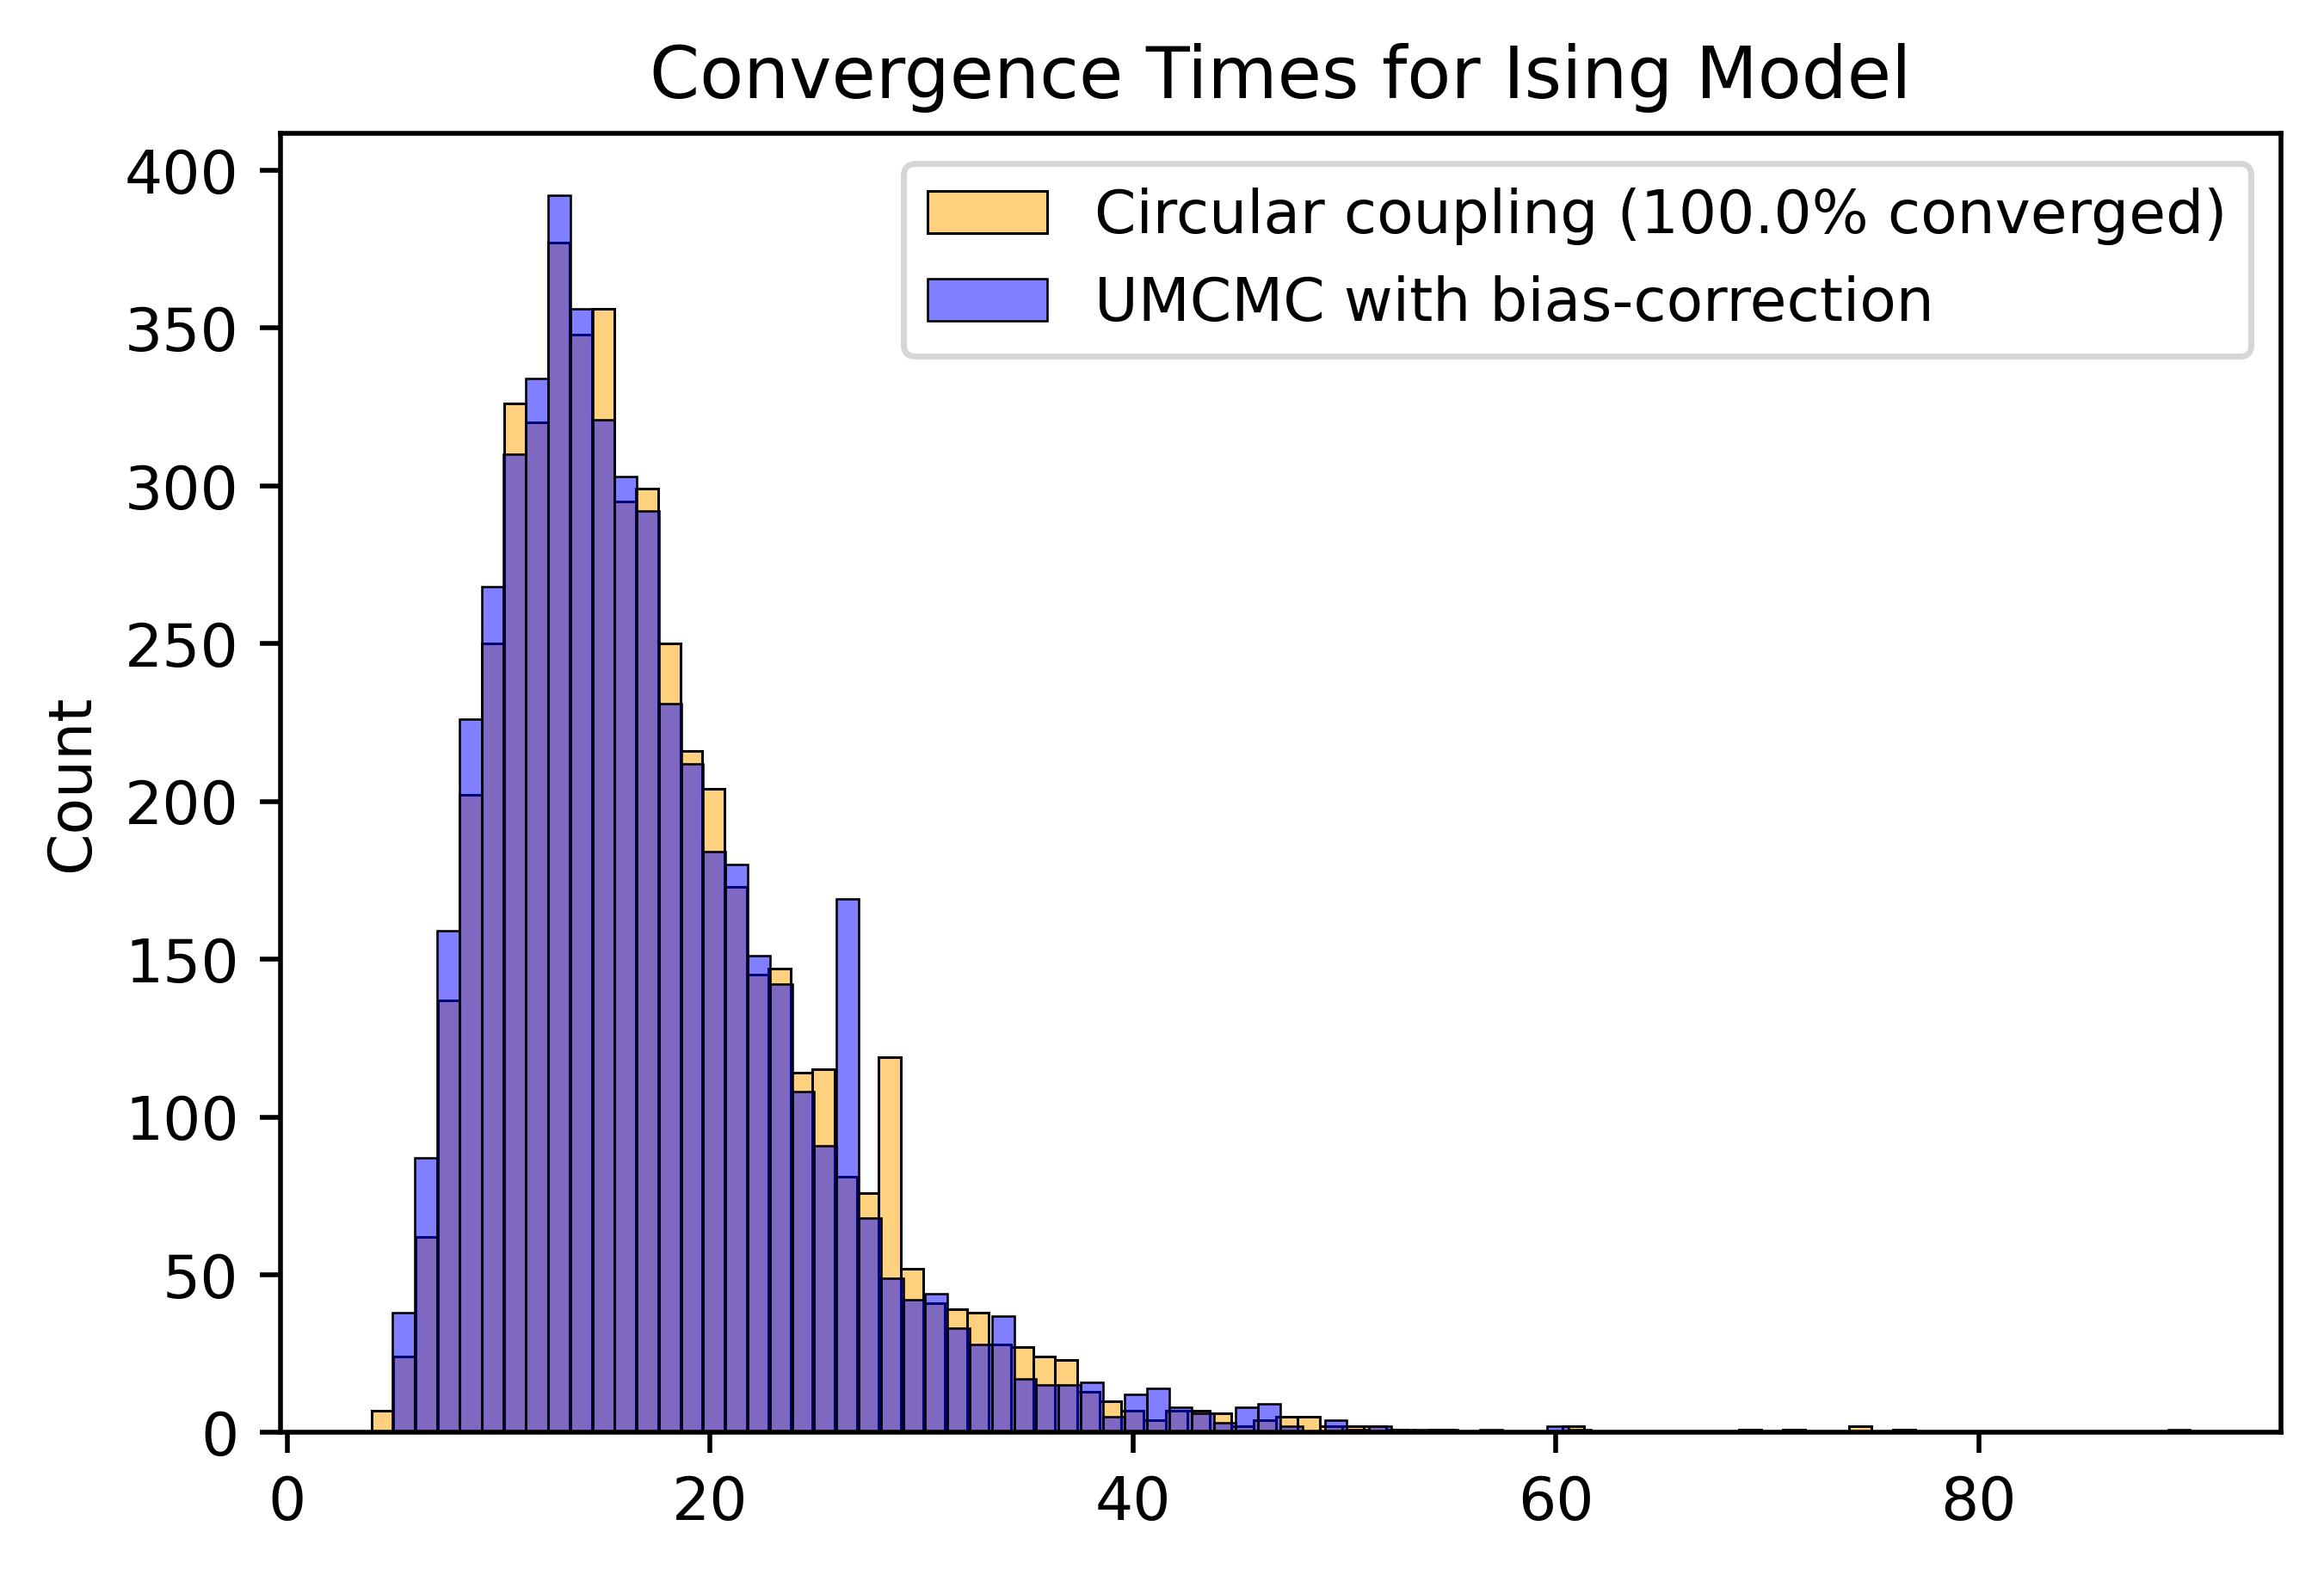 Convergence Times for Ising Model
Circular coupling (100.0% converged)
UMCMC with bias-correction
Count
400
350
300
250
200
150
100
50
0
0 20 40 60 80